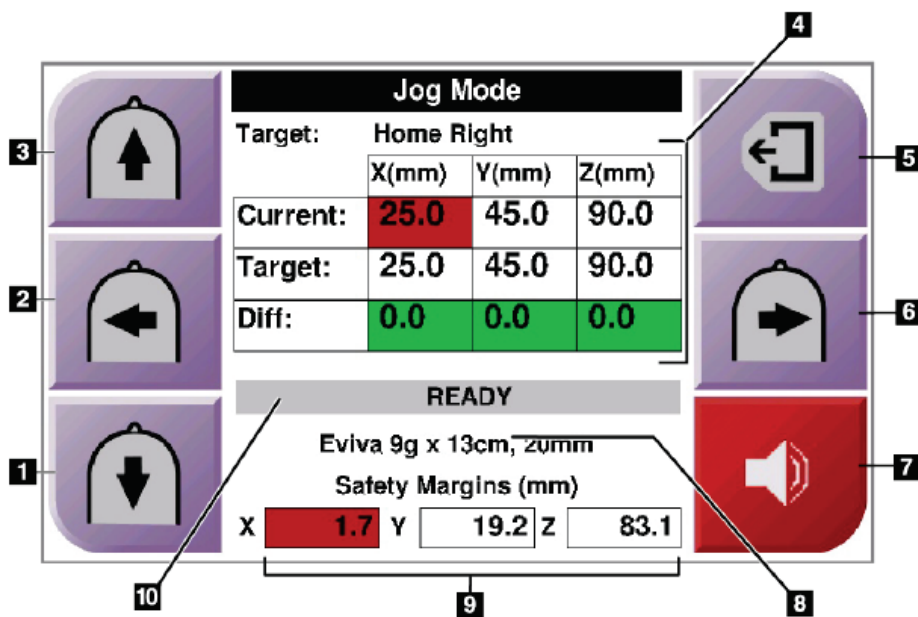 4
Jog Mode
3
Target: Home Right
5
X(mm) Y(mm) Z(mm)
Current: 25.0 45.0 90.0
Target: 25.0 45.0 90.0
2
6
Diff: 0.0 0.0 0.0
READY
Eviva 9g x 13cm, 20mm
1
7
Safety Margins (mm)
X 1.7 Y 19.2 Z 83.1
10
9
8